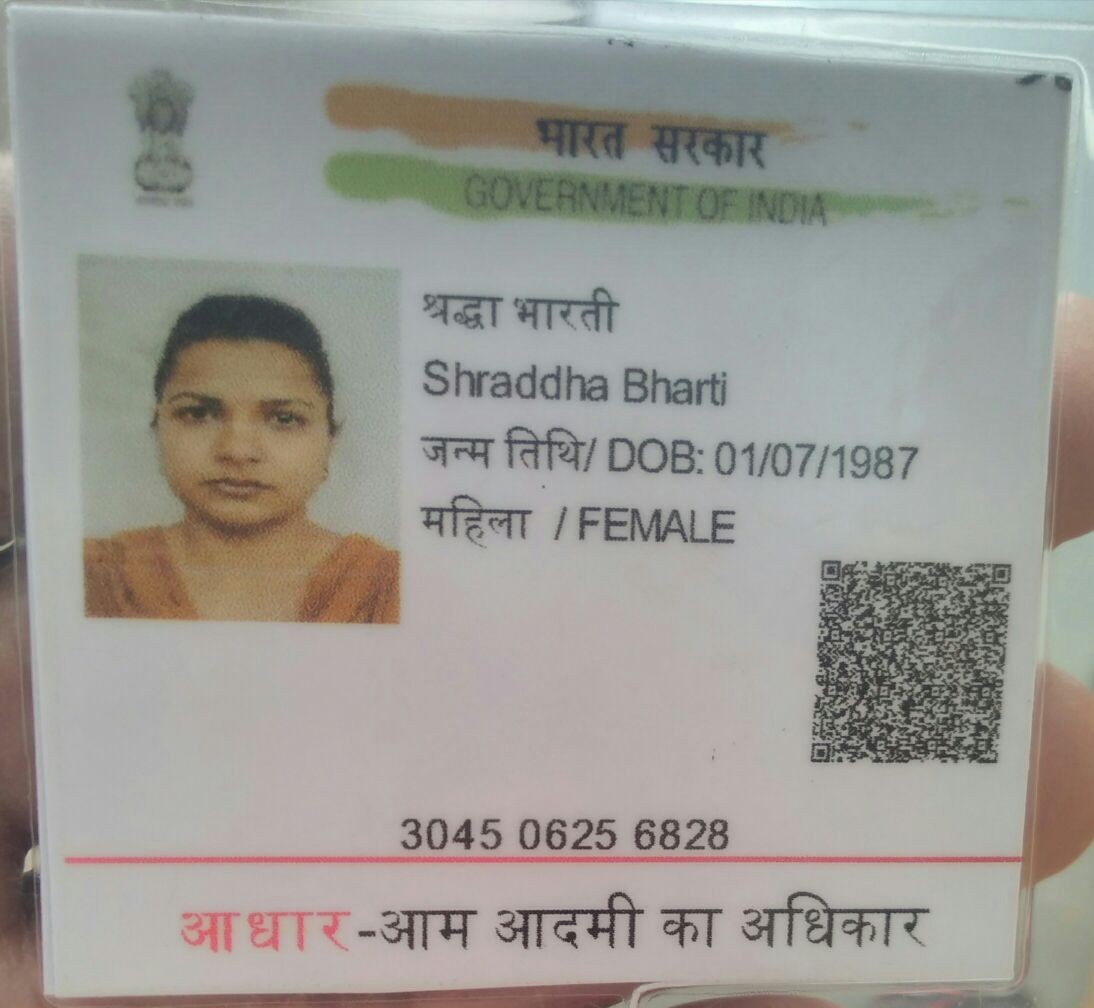 भारत सरकार
GOVERNMENT OF INDIA
श्रद्धा भारती
Shraddha Bharti
जन्म तिथि/ DOB: 01/07/1987
महिला / FEMALE
3045 0625 6828
आधार-आम आदमी का अधिकार